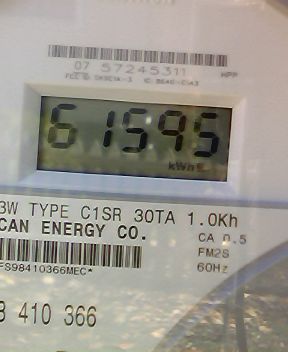 07 57245311
HPP
61595
kWh
3W TYPE C1SR 30TA 1.0Kh
CAN ENERGY CO.
CA 0.5
FM2S
60Hz
FS98410366MEC*
410 366